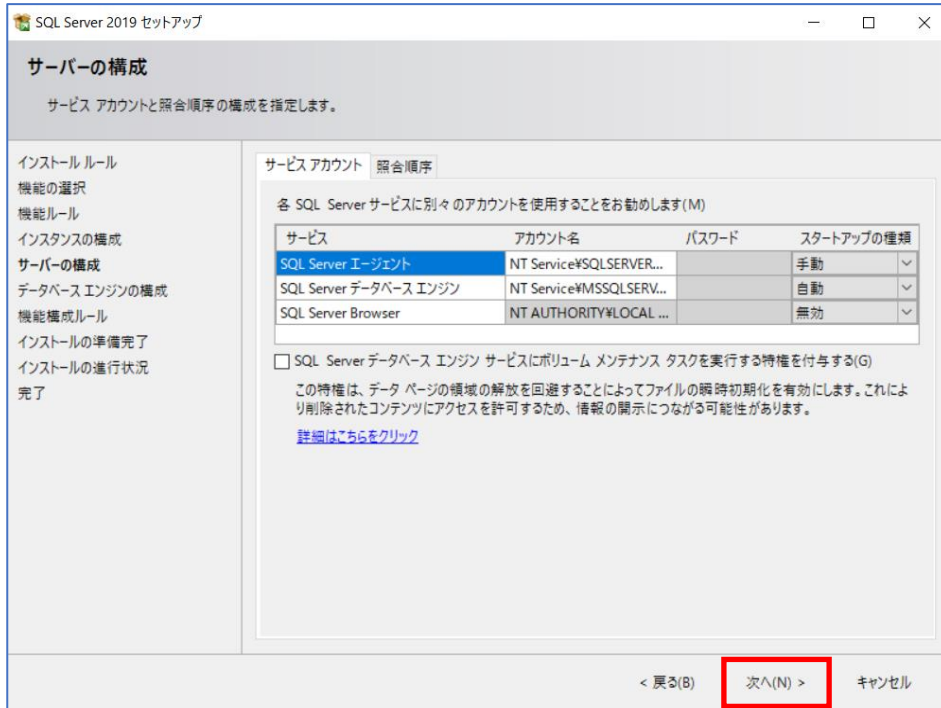 SQL Server 2019 セットアップ
サーバーの構成
サービス アカウントと照合順序の構成を指定します。
インストール ルール
機能の選択
機能ルール
インスタンスの構成
サーバーの構成
データベース エンジンの構成
機能構成ルール
インストールの準備完了
インストールの進行状況
完了
サービス アカウント 照合順序
各 SQL Server サービスに別々のアカウントを使用することをお勧めします(M)
サービス アカウント名 パスワード スタートアップの種類
SQL Server エージェント NT Service¥SQLSERVER... 手動
SQL Server データベース エンジン NT Service¥MSSQLSERV... 自動
SQL Server Browser NT AUTHORITY¥LOCAL ... 無効
SQL Server データベース エンジン サービスにボリューム メンテナンス タスクを実行する特権を付与する(G)
この特権は、データ ページの領域の解放を回避することによってファイルの瞬時初期化を有効にします。これによ
り削除されたコンテンツにアクセスを許可するため、情報の開示につながる可能性があります。
詳細はこちらをクリック
< 戻る(B) 次へ(N) > キャンセル